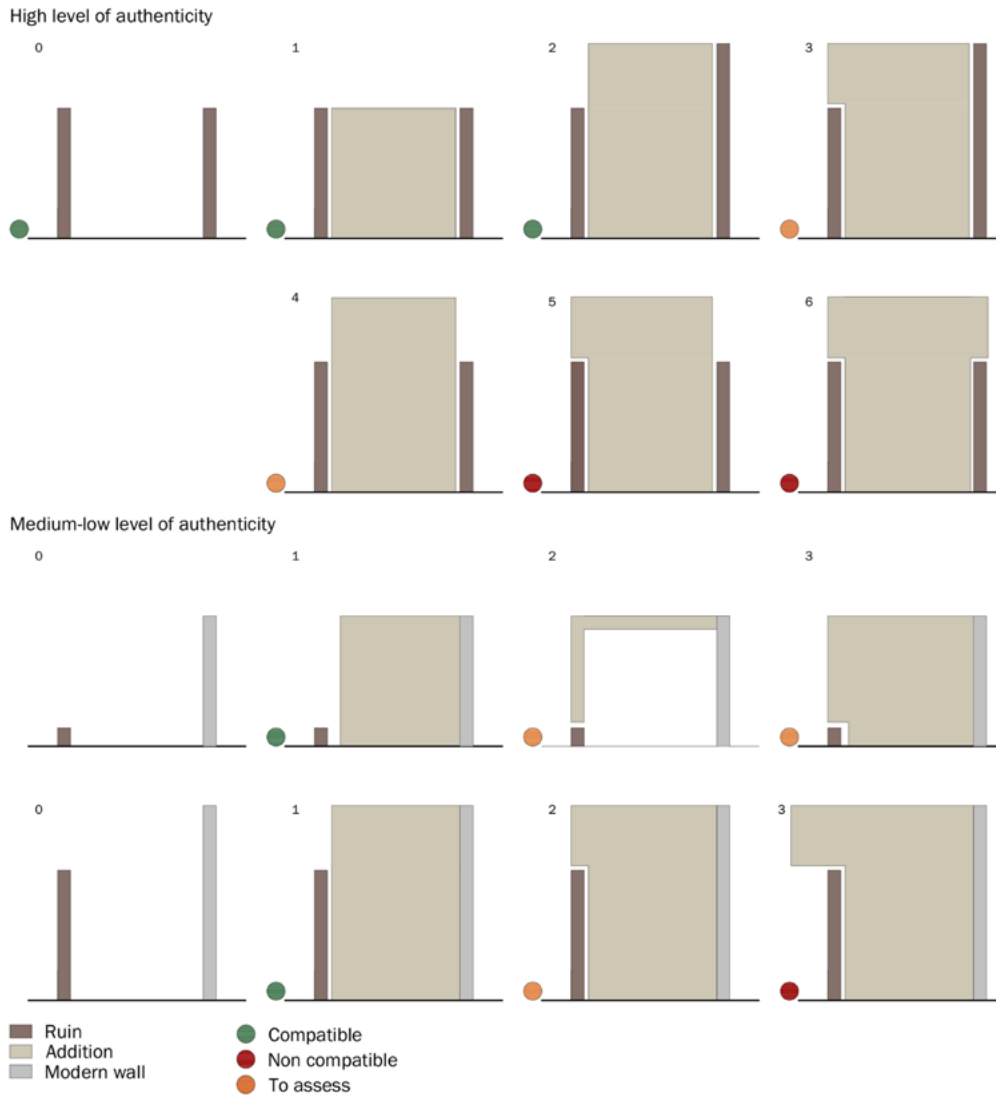 High level of authenticity
0 1 2 3
4 5 6
Medium-low level of authenticity
0 1 2 3
0 1 2 3
Ruin
Addition
Modern wall
Compatible
Non compatible
To assess